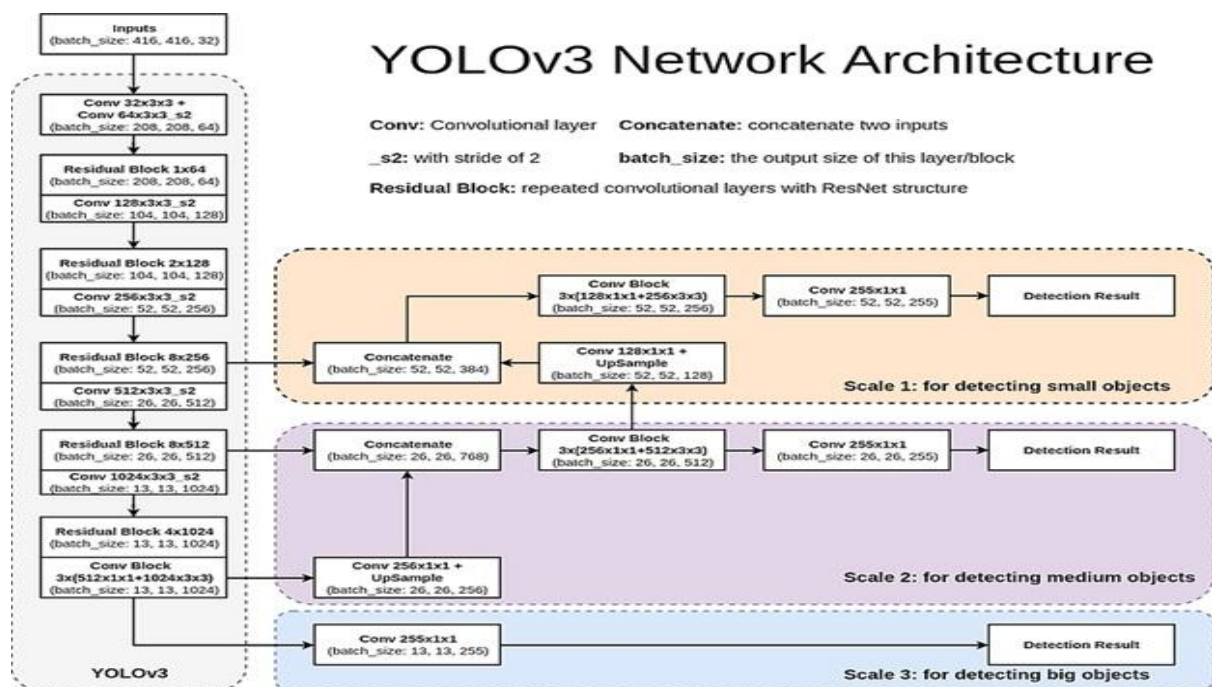 Inputs
(batch_size: 416, 416, 32)
YOLOv3 Network Architecture
Conv: Convolutional layer Concatenate: concatenate two inputs
_s2: with stride of 2 batch_size: the output size of this layer/block
Residual Block: repeated convolutional layers with ResNet structure
Conv 32x3x3 +
Conv 64x3x3_s2
(batch_size: 208, 208, 64)
Residual Block 1x64
(batch_size: 208, 208, 64)
Conv 128x3x3_s2
(batch_size: 104, 104, 128)
Residual Block 2x128
(batch_size: 104, 104, 128)
Conv 256x3x3_s2
(batch_size: 52, 52, 256)
Residual Block 8x256
(batch_size: 52, 52, 256)
Conv 512x3x3_s2
(batch_size: 26, 26, 512)
Residual Block 8x512
(batch_size: 26, 26, 512)
Conv 1024x3x3_s2
(batch_size: 13, 13, 1024)
Residual Block 4x1024
(batch_size: 13, 13, 1024)
Conv Block
3x(512x1x1+1024x3x3)
(batch_size: 13, 13, 1024)
YOLOv3
Conv Block
3x(128x1x1+256x3x3)
(batch_size: 52, 52, 256)
Conv 255x1x1
(batch_size: 52, 52, 255)
Detection Result
Concatenate
(batch_size: 52, 52, 384)
Conv 128x1x1 +
UpSample
(batch_size: 52, 52, 128)
Scale 1: for detecting small objects
Concatenate
(batch_size: 26, 26, 768)
Conv Block
3x(256x1x1+512x3x3)
(batch_size: 26, 26, 512)
Conv 255x1x1
(batch_size: 26, 26, 255)
Detection Result
Conv 256x1x1 +
UpSample
(batch_size: 26, 26, 256)
Scale 2: for detecting medium objects
Conv 255x1x1
(batch_size: 13, 13, 255)
Detection Result
Scale 3: for detecting big objects